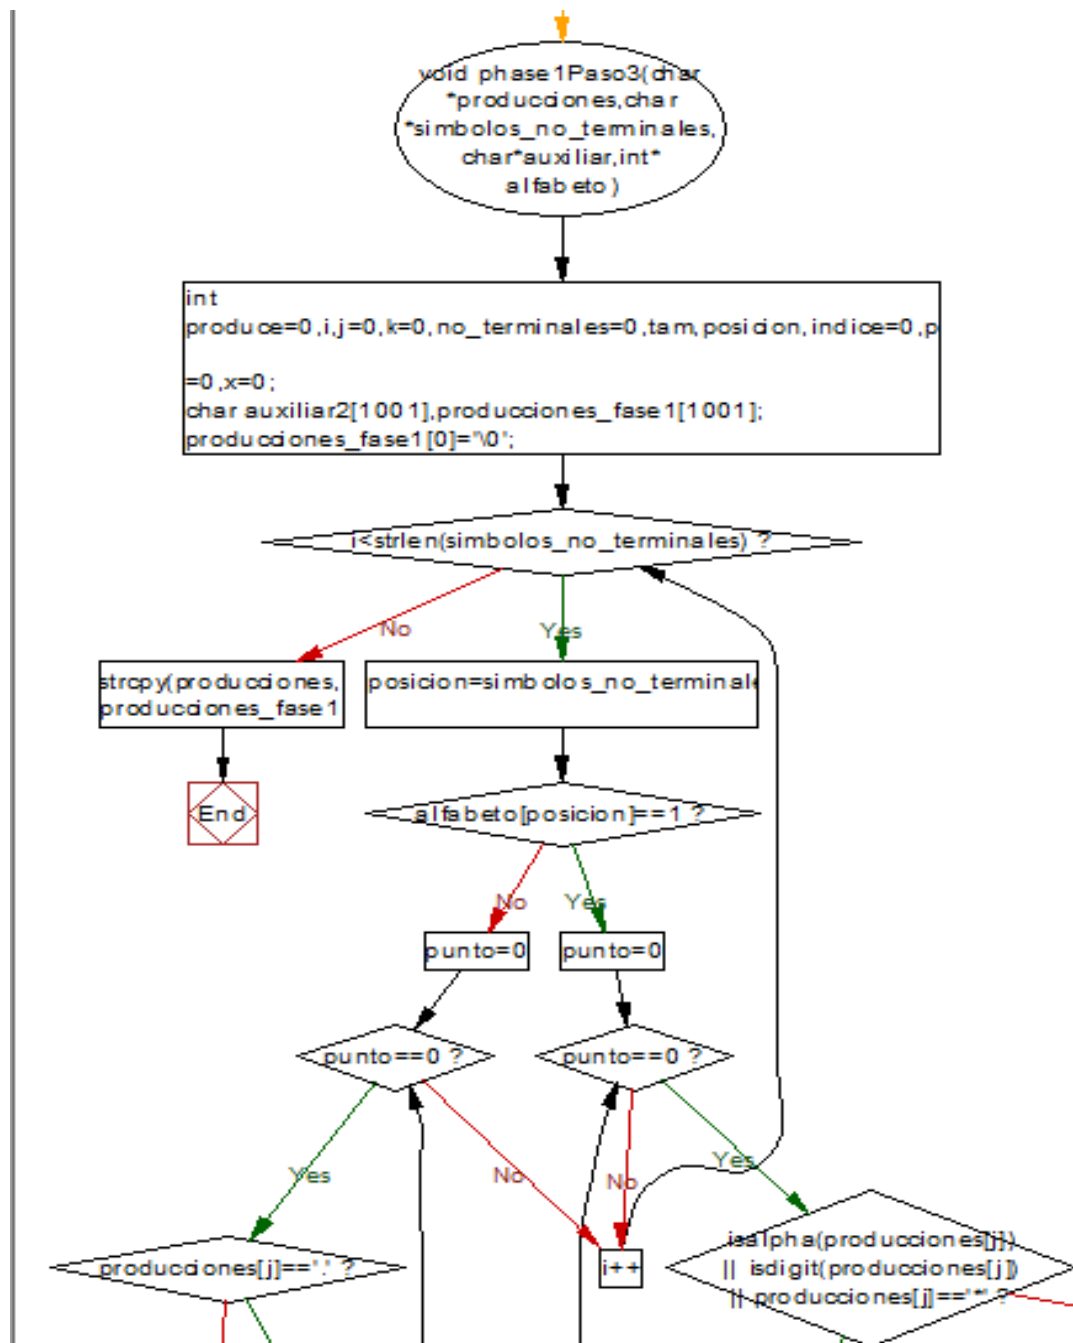 void phase1Paso3(char
*producciones,char
*simbolos_no_terminales,
char*auxiliar,int*
alfabeto)
int
produce=0,i,j=0,k=0,no_terminales=0,tam,posicion,indice=0,p
=0,x=0;
char auxiliar2[1001],producciones_fase1[1001];
producciones_fase1[0]='\0';
i<strlen(simbolos_no_terminales) ?
No
Yes
strcpy(producciones,
producciones_fase1
posicion=simbolos_no_terminale
End
alfabeto[posicion]==1 ?
No
Yes
punto=0
punto=0
punto==0 ?
punto==0 ?
Yes
No
No
Yes
producciones[j]=='.' ?
i++
isalpha(producciones[j])
|| isdigit(producciones[j])
|| producciones[j]=='*' ?